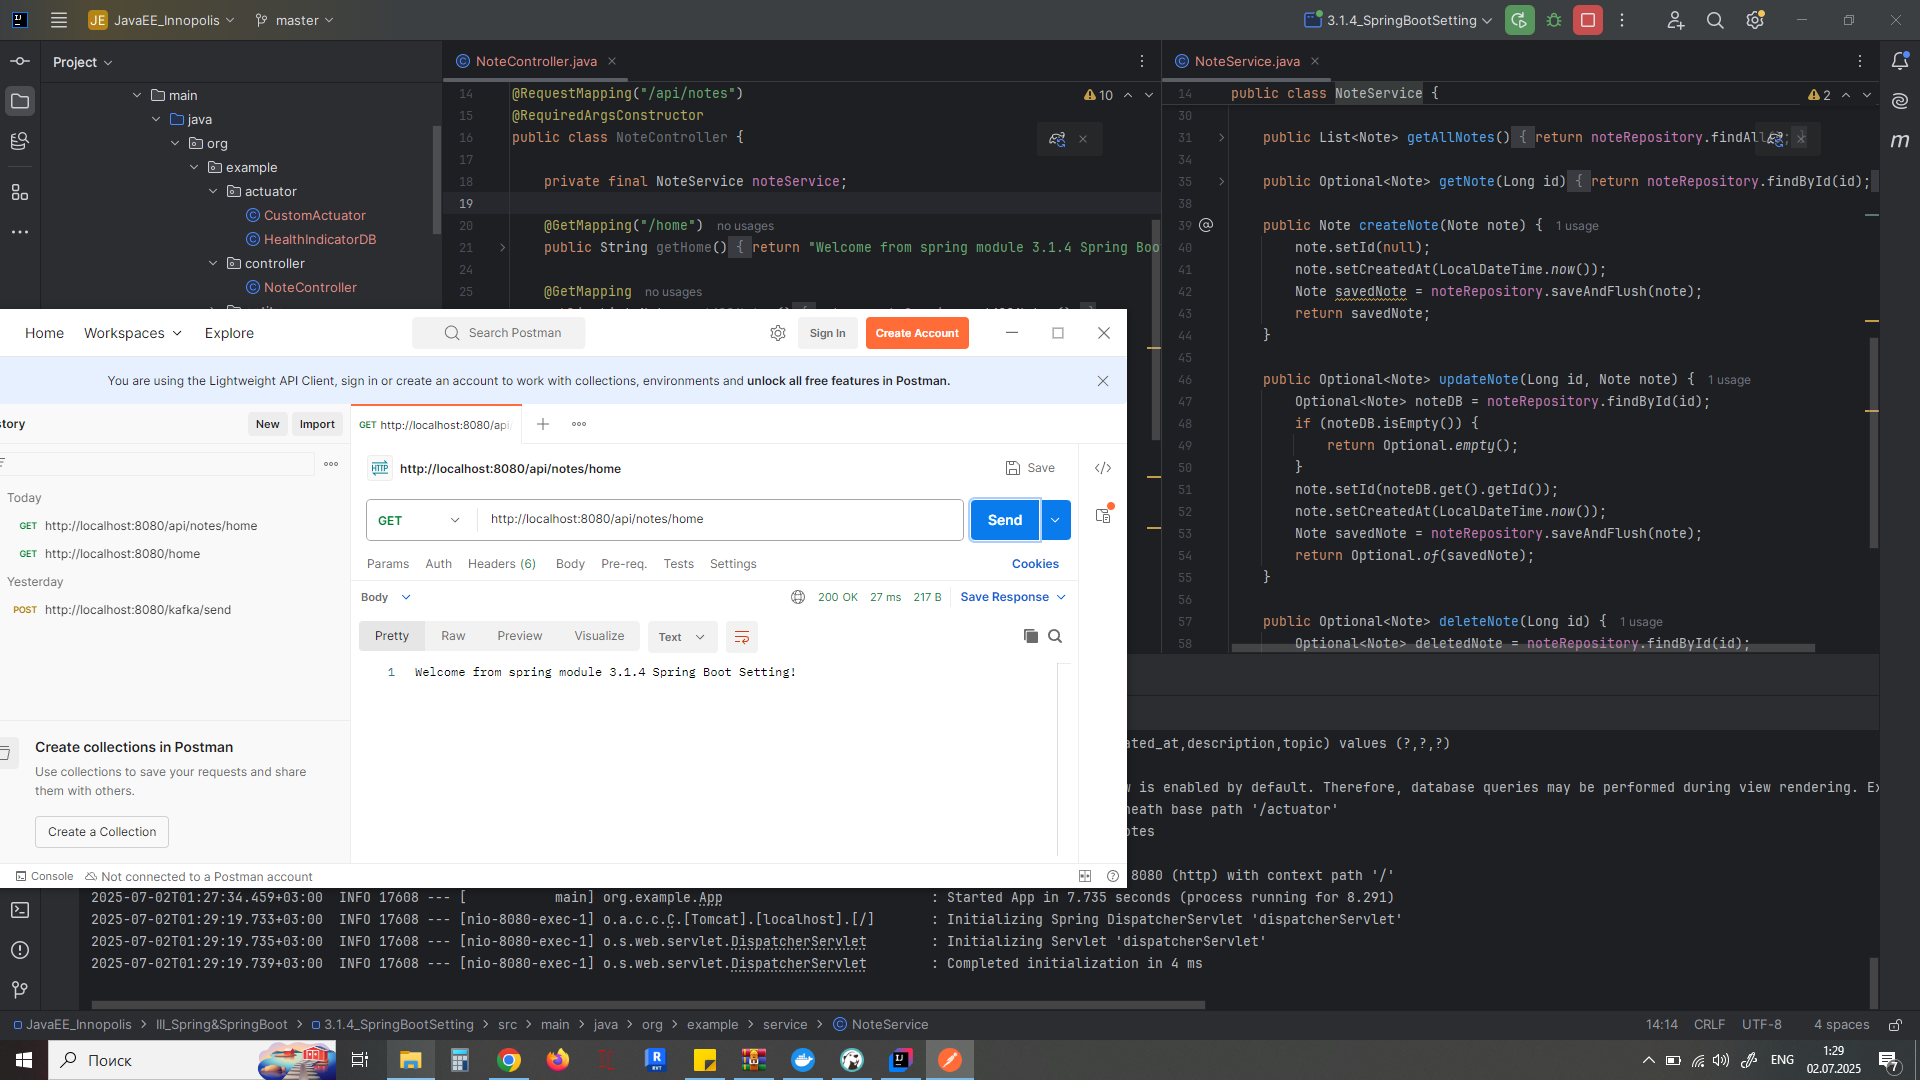 JE JavaEE_Innopolis master 3.1.4_SpringBootSetting
Project
main
java
org
example
actuator
CustomActuator
HealthIndicatorDB
controller
NoteController
NoteController.java
10
14 @RequestMapping("/api/notes")
15 @RequiredArgsConstructor
16 public class NoteController {
17
18 private final NoteService noteService;
19
20 @GetMapping("/home") no usages
21 public String getHome() { return "Welcome from spring module 3.1.4 Spring Boo
24
25 @GetMapping no usages
NoteService.java
2
14 public class NoteService {
30
31 public List<Note> getAllNotes() { return noteRepository.findAll(); }
34
35 public Optional<Note> getNote(Long id) { return noteRepository.findById(id);
38
39 public Note createNote(Note note) { 1 usage
40 note.setId(null);
41 note.setCreatedAt(LocalDateTime.now());
42 Note savedNote = noteRepository.saveAndFlush(note);
43 return savedNote;
44 }
45
46 public Optional<Note> updateNote(Long id, Note note) { 1 usage
47 Optional<Note> noteDB = noteRepository.findById(id);
48 if (noteDB.isEmpty()) {
49 return Optional.empty();
50 }
51 note.setId(noteDB.get().getId());
52 note.setCreatedAt(LocalDateTime.now());
53 Note savedNote = noteRepository.saveAndFlush(note);
54 return Optional.of(savedNote);
55 }
56
57 public Optional<Note> deleteNote(Long id) { 1 usage
58 Optional<Note> deletedNote = noteRepository.findById(id);
Home Workspaces Explore Search Postman Sign In Create Account
You are using the Lightweight API Client, sign in or create an account to work with collections, environments and unlock all free features in Postman.
tory New Import
Today
GET http://localhost:8080/api/notes/home
GET http://localhost:8080/home
Yesterday
POST http://localhost:8080/kafka/send
Create collections in Postman
Use collections to save your requests and share
them with others.
Create a Collection
GET http://localhost:8080/api/
HTTP http://localhost:8080/api/notes/home Save
GET http://localhost:8080/api/notes/home Send
Params Auth Headers (6) Body Pre-req. Tests Settings Cookies
Body 200 OK 27 ms 217 B Save Response
Pretty Raw Preview Visualize Text
1 Welcome from spring module 3.1.4 Spring Boot Setting!
Console Not connected to a Postman account
ated_at,description,topic) values (?,?,?)
w is enabled by default. Therefore, database queries may be performed during view rendering. Ex
neath base path '/actuator'
otes
8080 (http) with context path '/'
2025-07-02T01:27:34.459+03:00 INFO 17608 --- [ main] org.example.App : Started App in 7.735 seconds (process running for 8.291)
2025-07-02T01:29:19.733+03:00 INFO 17608 --- [nio-8080-exec-1] o.a.c.c.C.[Tomcat].[localhost].[/] : Initializing Spring DispatcherServlet 'dispatcherServlet'
2025-07-02T01:29:19.735+03:00 INFO 17608 --- [nio-8080-exec-1] o.s.web.servlet.DispatcherServlet : Initializing Servlet 'dispatcherServlet'
2025-07-02T01:29:19.739+03:00 INFO 17608 --- [nio-8080-exec-1] o.s.web.servlet.DispatcherServlet : Completed initialization in 4 ms
JavaEE_Innopolis > III_Spring&SpringBoot > 3.1.4_SpringBootSetting > src > main > java > org > example > service > NoteService 14:14 CRLF UTF-8 4 spaces
Поиск ENG 1:29
02.07.2025 7